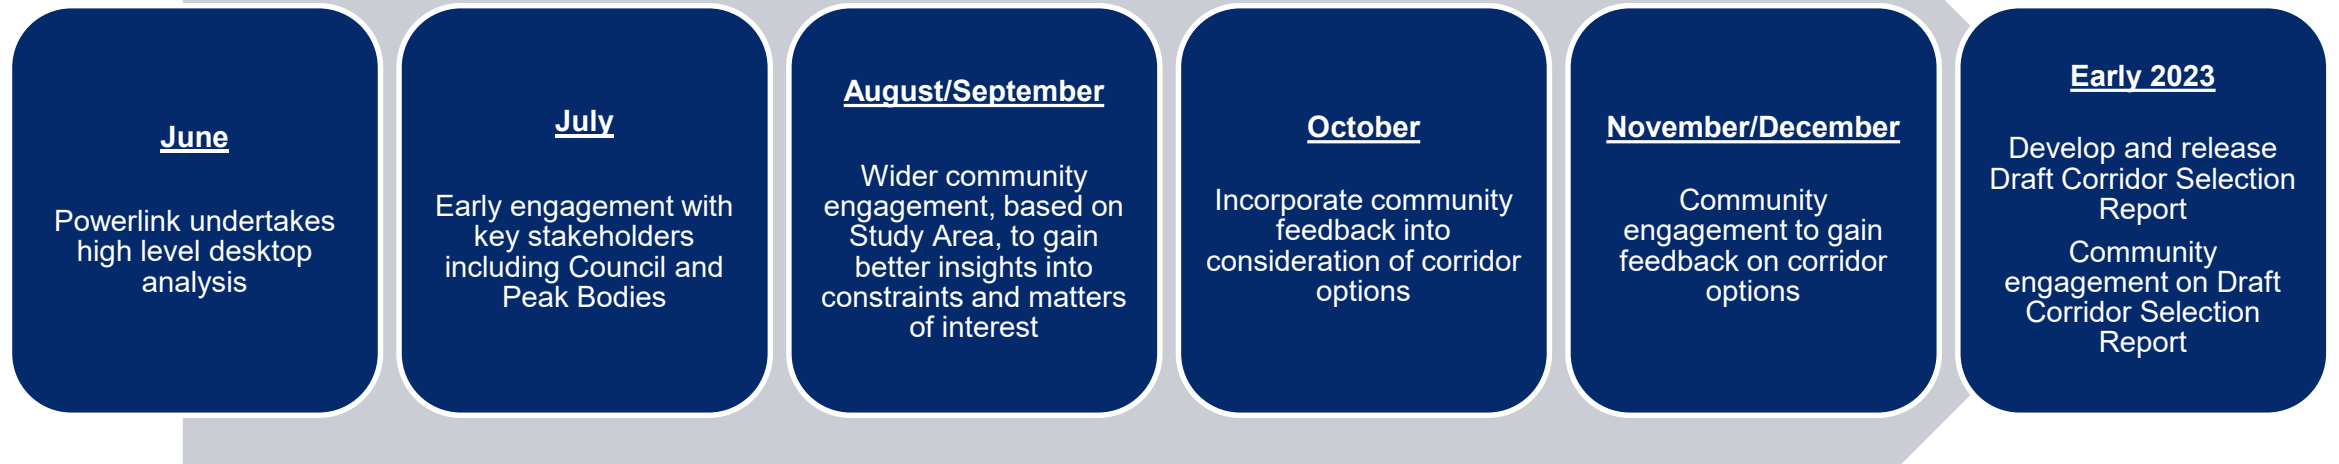 June
Powerlink undertakes
high level desktop
analysis
July
Early engagement with
key stakeholders
including Council and
Peak Bodies
August/September
Wider community
engagement, based on
Study Area, to gain
better insights into
constraints and matters
of interest
October
Incorporate community
feedback into
consideration of corridor
options
November/December
Community
engagement to gain
feedback on corridor
options
Early 2023
Develop and release
Draft Corridor Selection
Report
Community
engagement on Draft
Corridor Selection
Report